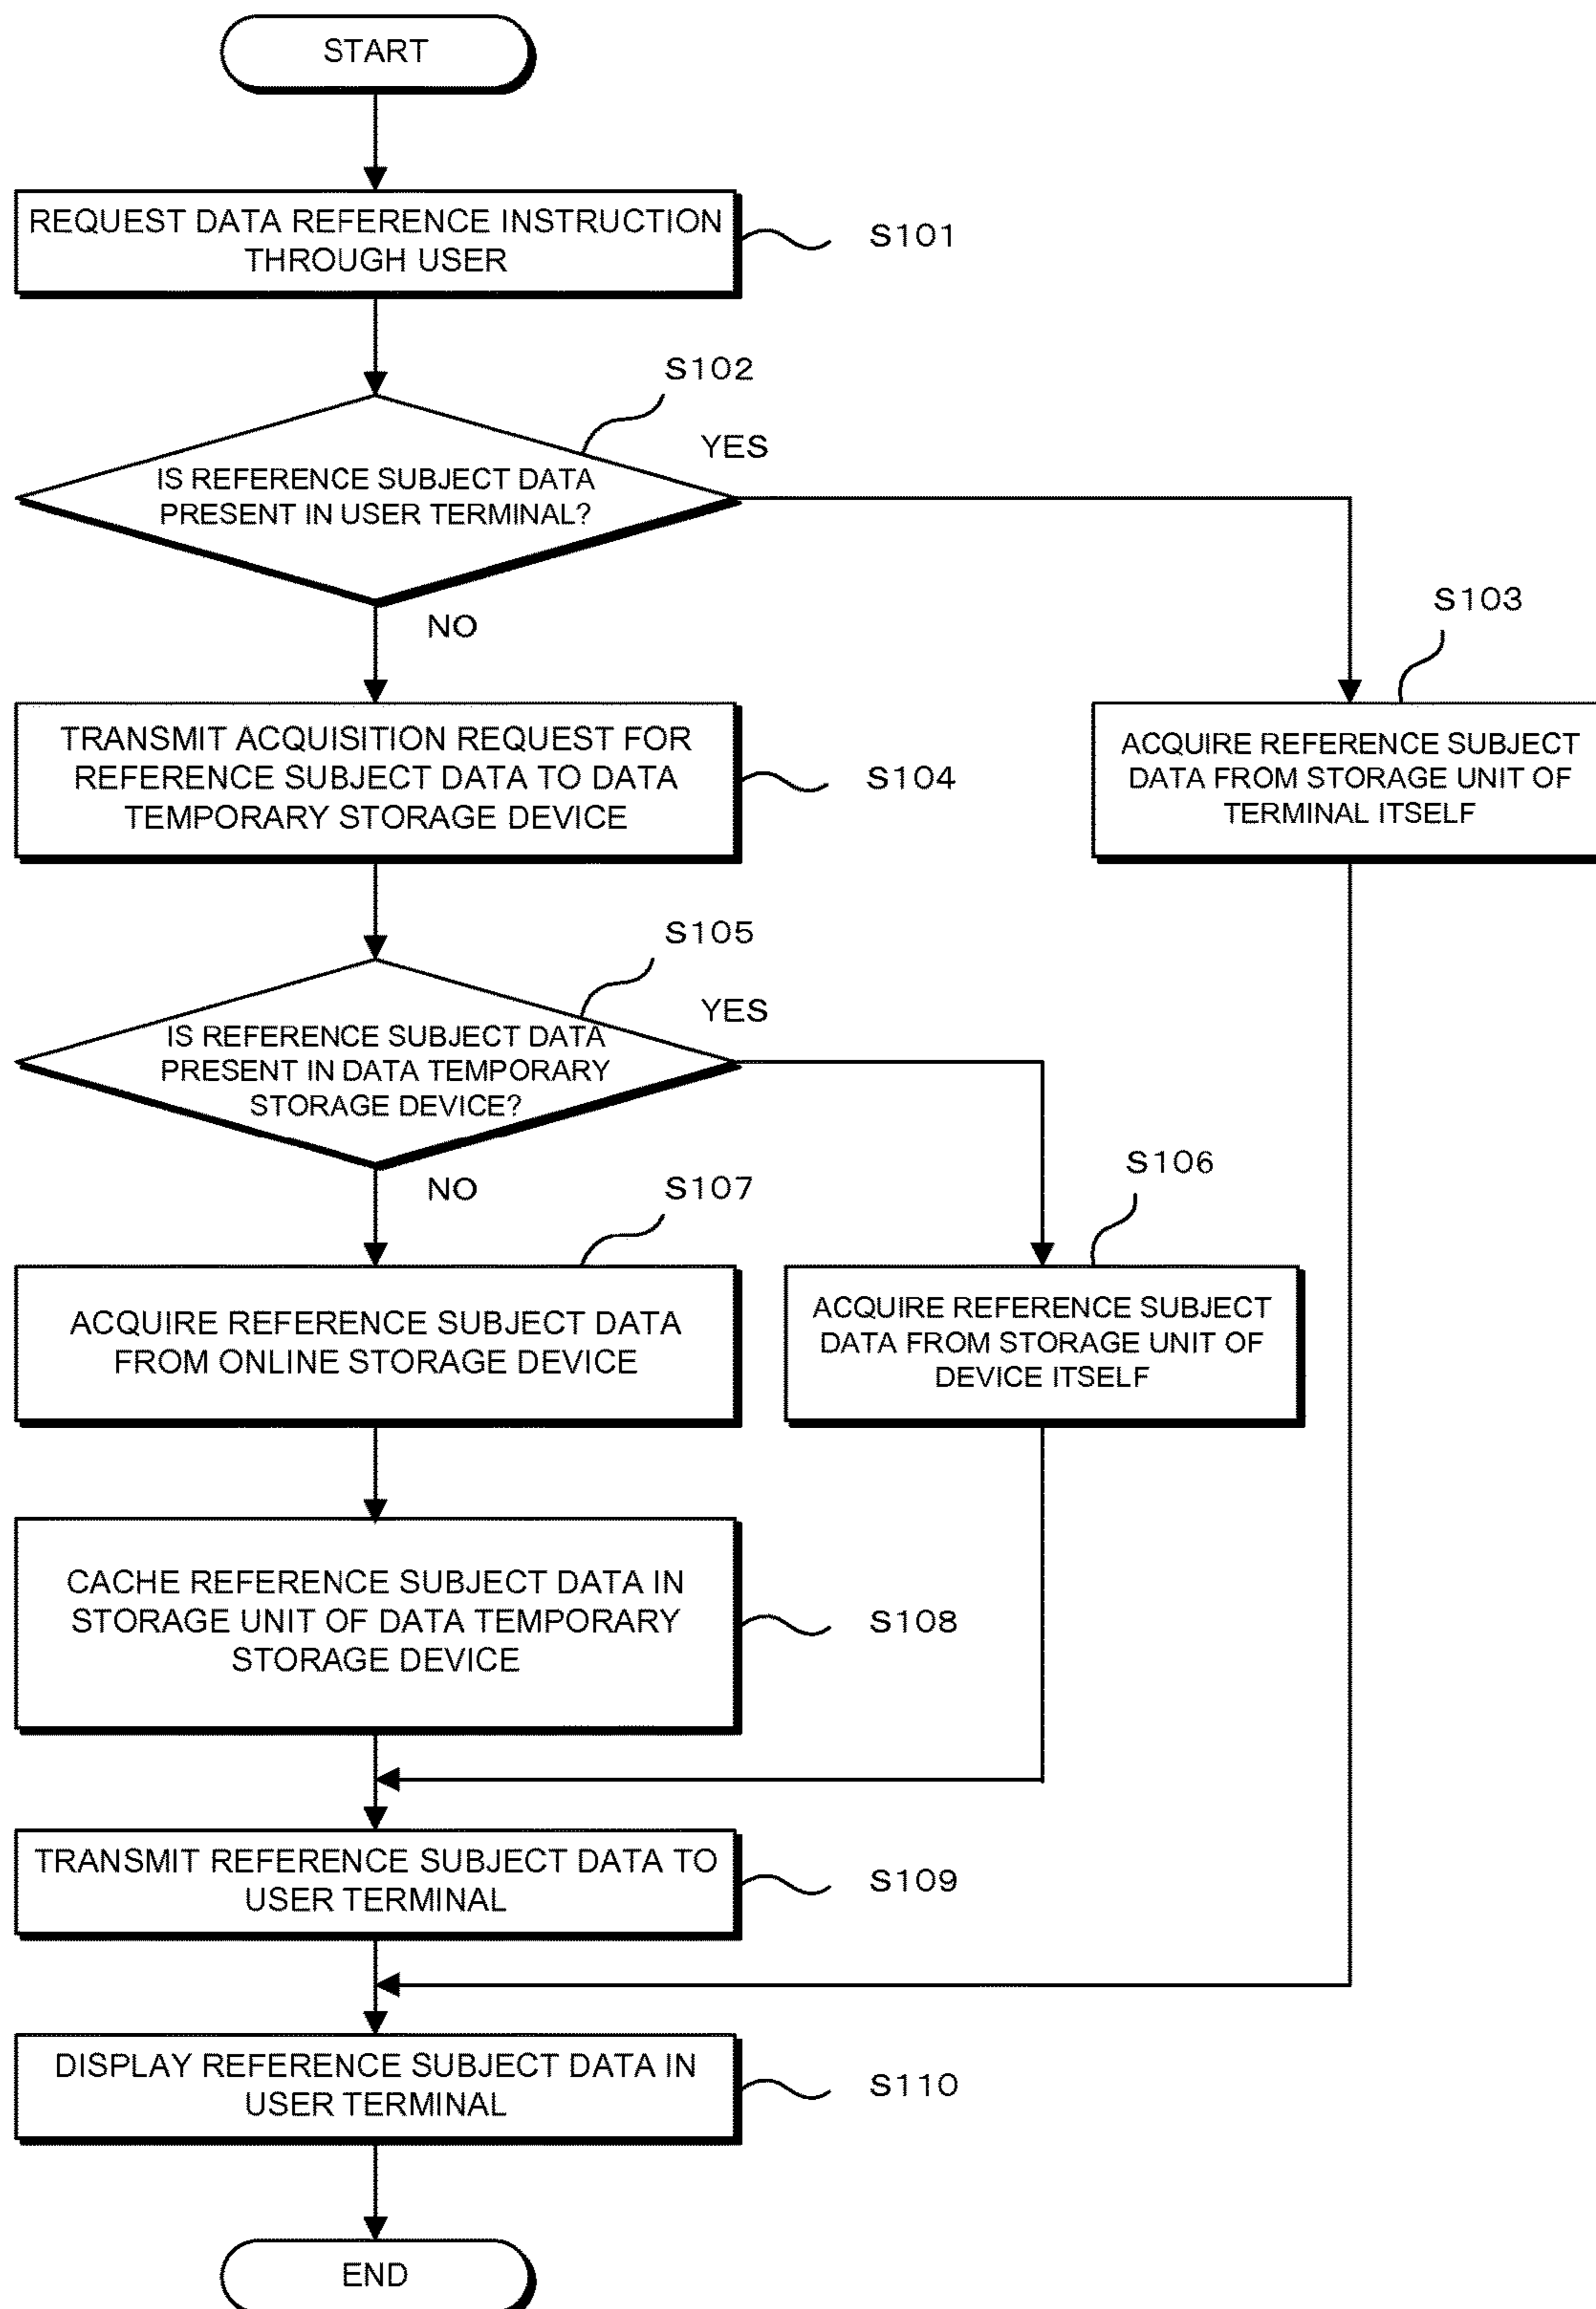 START
REQUEST DATA REFERENCE INSTRUCTION
THROUGH USER
S101
S102
YES
IS REFERENCE SUBJECT DATA
PRESENT IN USER TERMINAL?
NO
S103
TRANSMIT ACQUISITION REQUEST FOR
REFERENCE SUBJECT DATA TO DATA
TEMPORARY STORAGE DEVICE
S104
ACQUIRE REFERENCE SUBJECT
DATA FROM STORAGE UNIT OF
TERMINAL ITSELF
S105
YES
IS REFERENCE SUBJECT DATA
PRESENT IN DATA TEMPORARY
STORAGE DEVICE?
NO
S107
S106
ACQUIRE REFERENCE SUBJECT DATA
FROM ONLINE STORAGE DEVICE
ACQUIRE REFERENCE SUBJECT
DATA FROM STORAGE UNIT OF
DEVICE ITSELF
CACHE REFERENCE SUBJECT DATA IN
STORAGE UNIT OF DATA TEMPORARY
STORAGE DEVICE
S108
TRANSMIT REFERENCE SUBJECT DATA TO
USER TERMINAL
S109
DISPLAY REFERENCE SUBJECT DATA IN
USER TERMINAL
S110
END